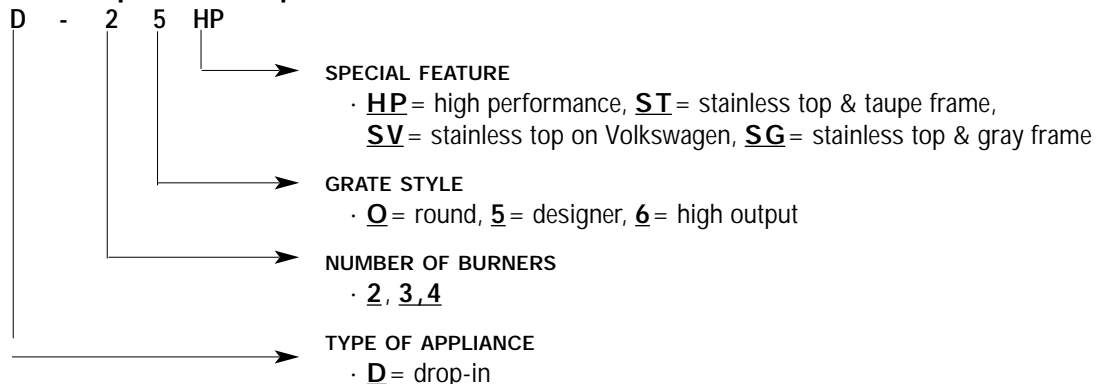 D - 2 5 HP
SPECIAL FEATURE
· HP = high performance, ST = stainless top & taupe frame,
SV = stainless top on Volkswagen, SG = stainless top & gray frame
GRATE STYLE
· O = round, 5 = designer, 6 = high output
NUMBER OF BURNERS
· 2, 3,4
TYPE OF APPLIANCE
· D = drop-in